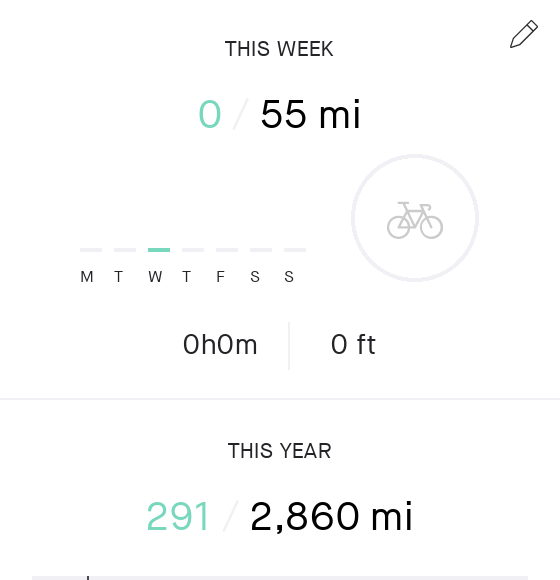 THIS WEEK
0 / 55 mi
M T W T F S S
0h0m 0 ft
THIS YEAR
291 / 2,860 mi